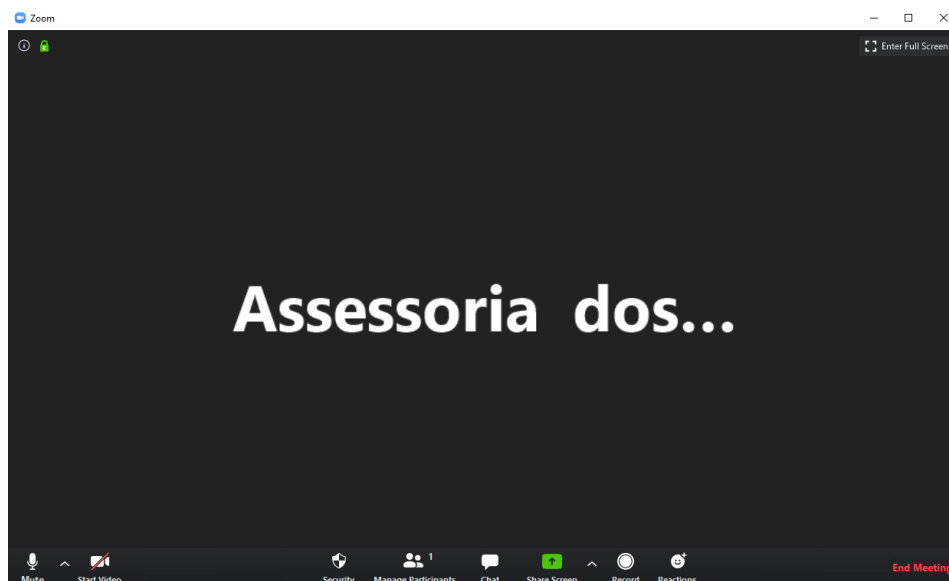 Zoom
Enter Full Screen
Assessoria dos...
1
Mute
Start Video
Security
Manage Participants
Chat
Share Screen
Record
Reactions
End Meeting